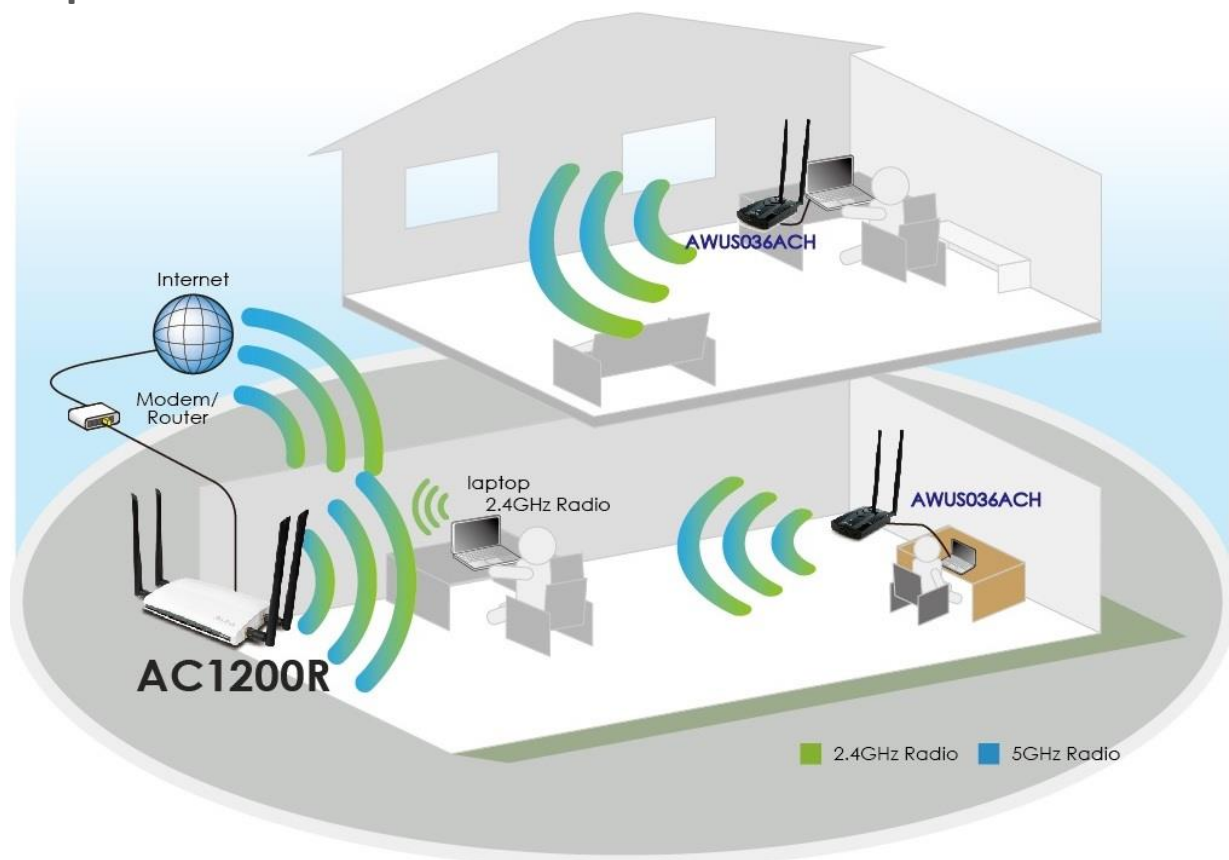 Internet
Modem/
Router
AWUS036ACH
laptop
2.4GHz Radio
AWUS036ACH
AC1200R
2.4GHz Radio
5GHz Radio